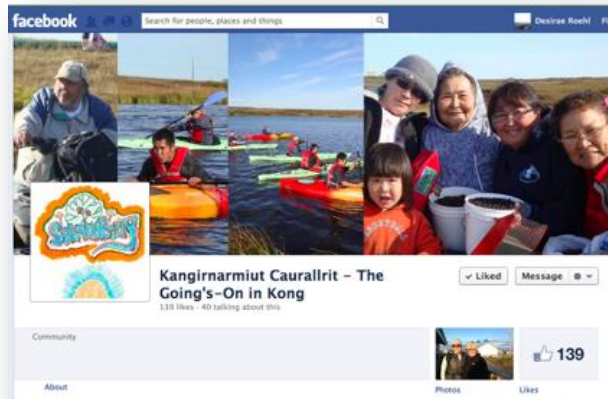 facebook
Search for people, places and things
Desirae Roehl
Kangirnarmiut Caurallrit - The
Going's-On in Kong
139 likes · 40 talking about this
✓ Liked
Message
Community
139
About
Photos
Likes